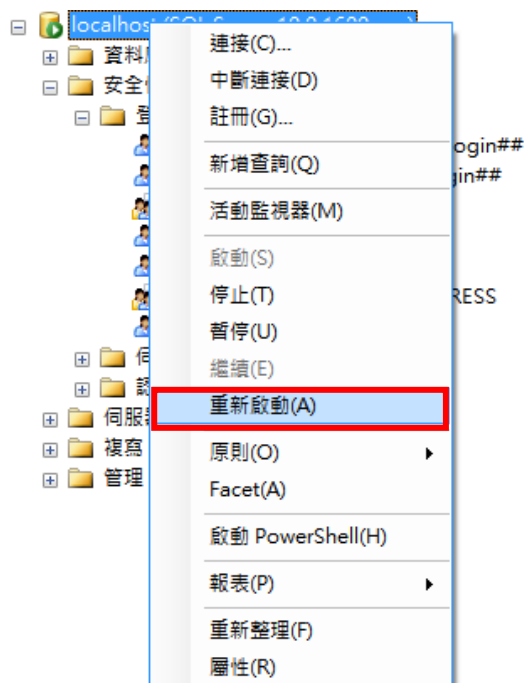 localhos
連接(C)...
資料
中斷連接(D)
安全
註冊(G)...
ogin##
新增查詢(Q)
gin##
活動監視器(M)
啟動(S)
停止(T)
RESS
暫停(U)
繼續(E)
重新啟動(A)
伺服
原則(O)
複寫
管理
Facet(A)
啟動 PowerShell(H)
報表(P)
重新整理(F)
屬性(R)